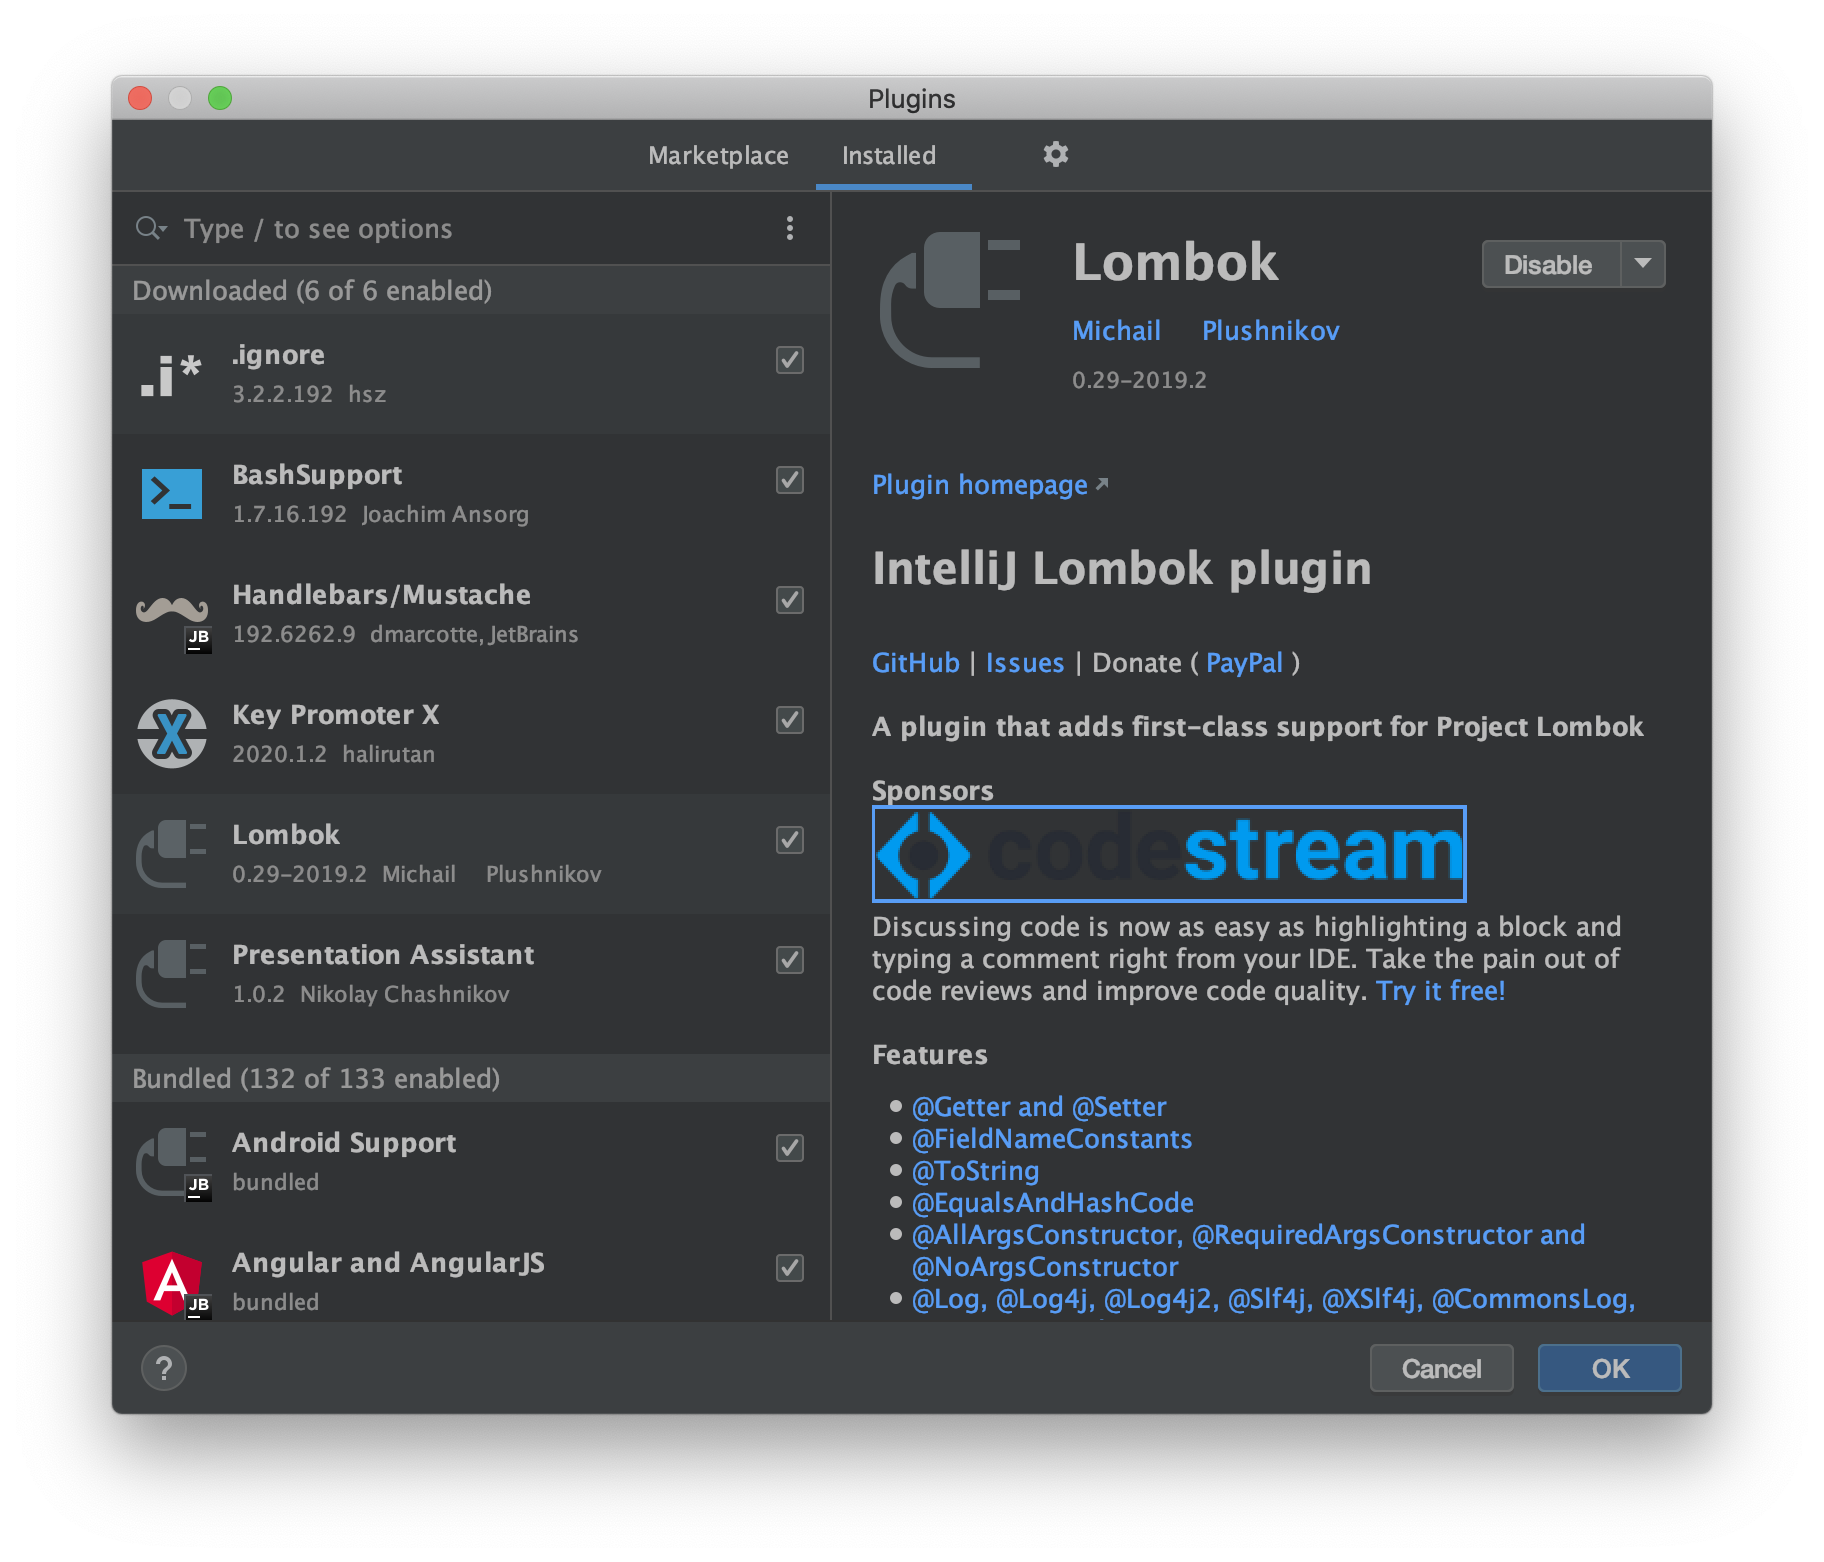 Plugins
Marketplace
Installed
Type / to see options
Downloaded (6 of 6 enabled)
.i*
.ignore
3.2.2.192 hsz
>_
BashSupport
1.7.16.192 Joachim Ansorg
Handlebars/Mustache
JB
192.6262.9 dmarcotte, JetBrains
X
Key Promoter X
2020.1.2 halirutan
Lombok
0.29-2019.2 Michail Plushnikov
Presentation Assistant
1.0.2 Nikolay Chashnikov
Bundled (132 of 133 enabled)
Android Support
JB
bundled
A
Angular and AngularJS
JB
bundled
Lombok
Disable
Michail Plushnikov
0.29-2019.2
Plugin homepage
IntelliJ Lombok plugin
GitHub | Issues | Donate ( PayPal )
A plugin that adds first-class support for Project Lombok
Sponsors
codestream
Discussing code is now as easy as highlighting a block and
typing a comment right from your IDE. Take the pain out of
code reviews and improve code quality. Try it free!
Features
@Getter and @Setter
@FieldNameConstants
@ToString
@EqualsAndHashCode
@AllArgsConstructor, @RequiredArgsConstructor and
@NoArgsConstructor
@Log, @Log4j, @Log4j2, @Slf4j, @XSlf4j, @CommonsLog,
?
Cancel
OK